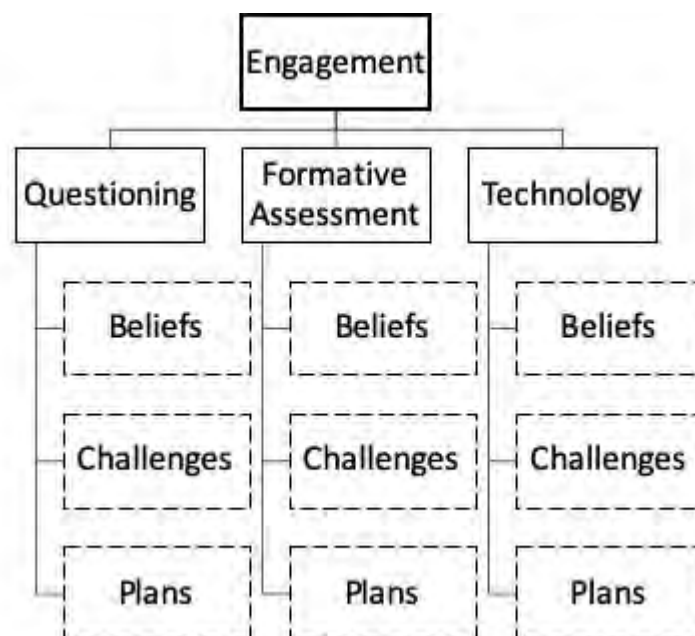 Engagement
Questioning
Formative
Assessment
Technology
Beliefs
Beliefs
Beliefs
Challenges
Challenges
Challenges
Plans
Plans
Plans